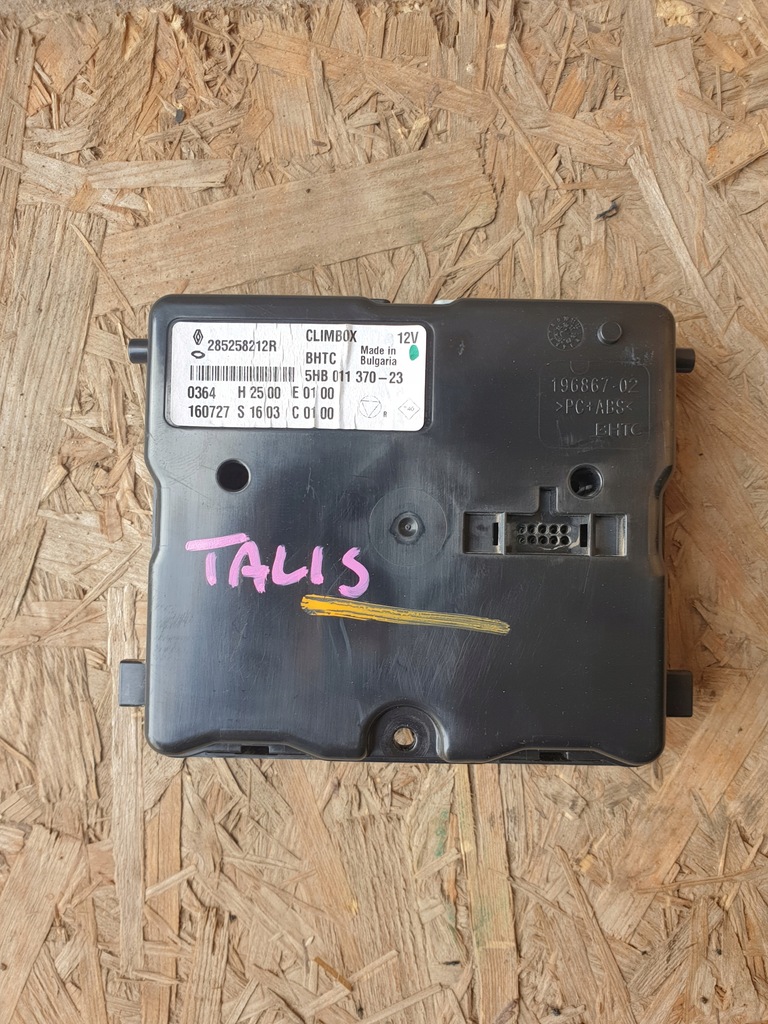 285258212R
CLIMBOX 12V
BHTC Made in Bulgaria
5HB 011 370-23
0364 H 25 00 E 01 00
160727 S 16 03 C 01 00
R
40
196867-02
>PC+ABS<
BHTC
TALIS